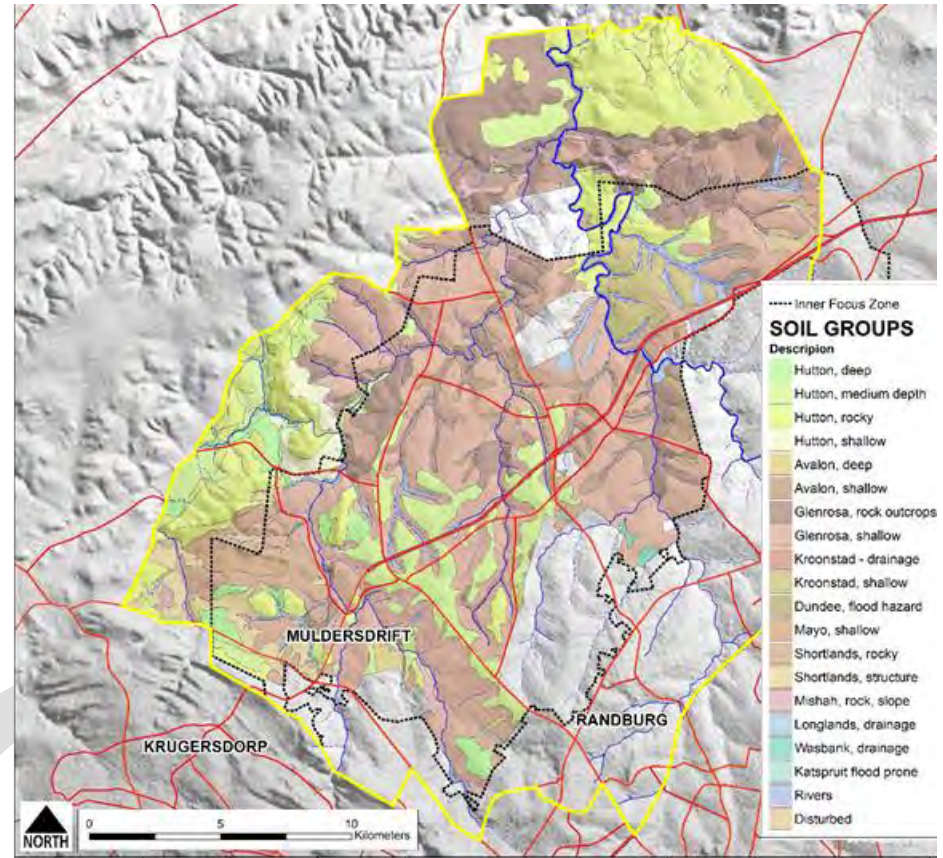 Inner Focus Zone
SOIL GROUPS
Descripion
Hutton, deep
Hutton, medium depth
Hutton, rocky
Hutton, shallow
Avalon, deep
Avalon, shallow
Glenrosa, rock outcrops
Glenrosa, shallow
Kroonstad - drainage
Kroonstad, shallow
Dundee, flood hazard
Mayo, shallow
Shortlands, rocky
Shortlands, structure
Mishah, rock, slope
Longlands, drainage
Wasbank, drainage
Katspruit flood prone
Rivers
Disturbed
MULDERSDRIFT
RANDBURG
KRUGERSDORP
NORTH
0 5 10
Kilometers